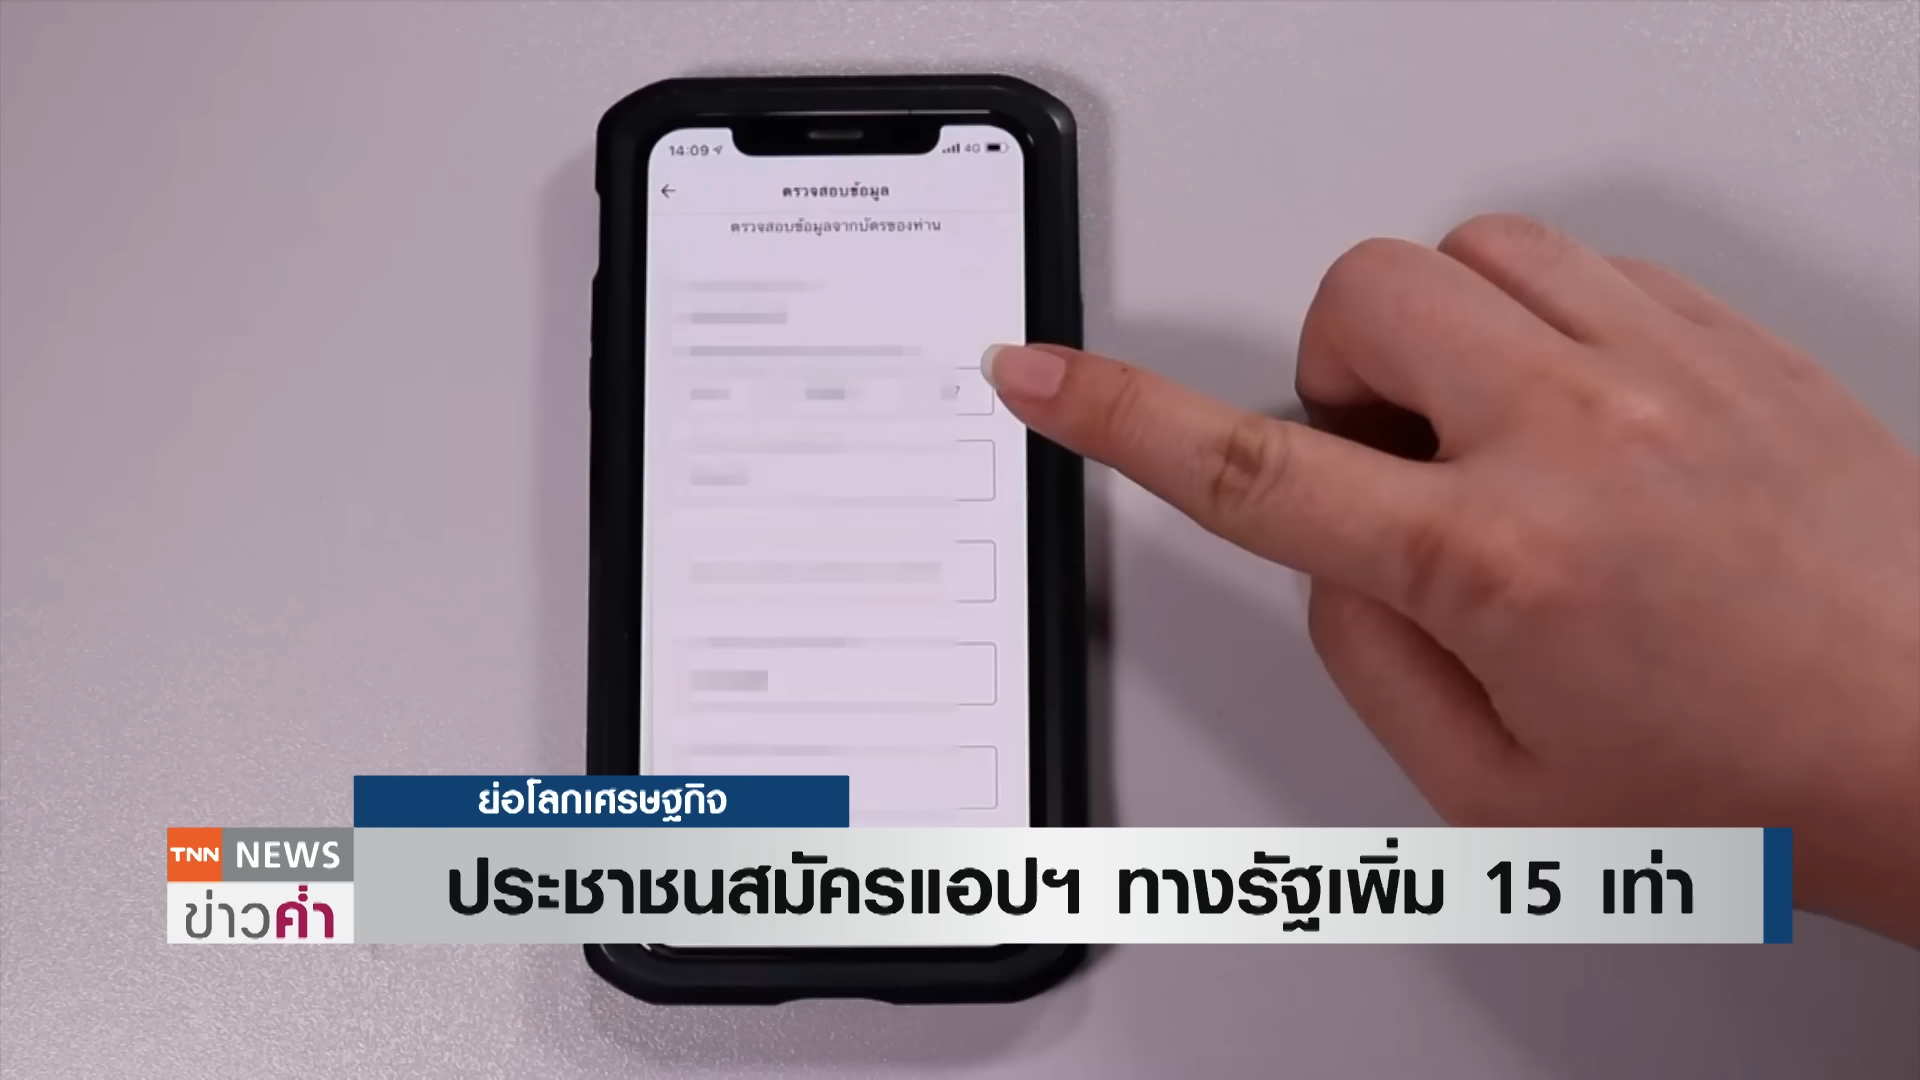 14:09
4G
ตรวจสอบข้อมูล
ตรวจสอบข้อมูลจากบัตรของท่าน
7
ย่อโลกเศรษฐกิจ
TNN NEWS
ข่าวค่ำ
ประชาชนสมัครแอปฯ ทางรัฐเพิ่ม 15 เท่า